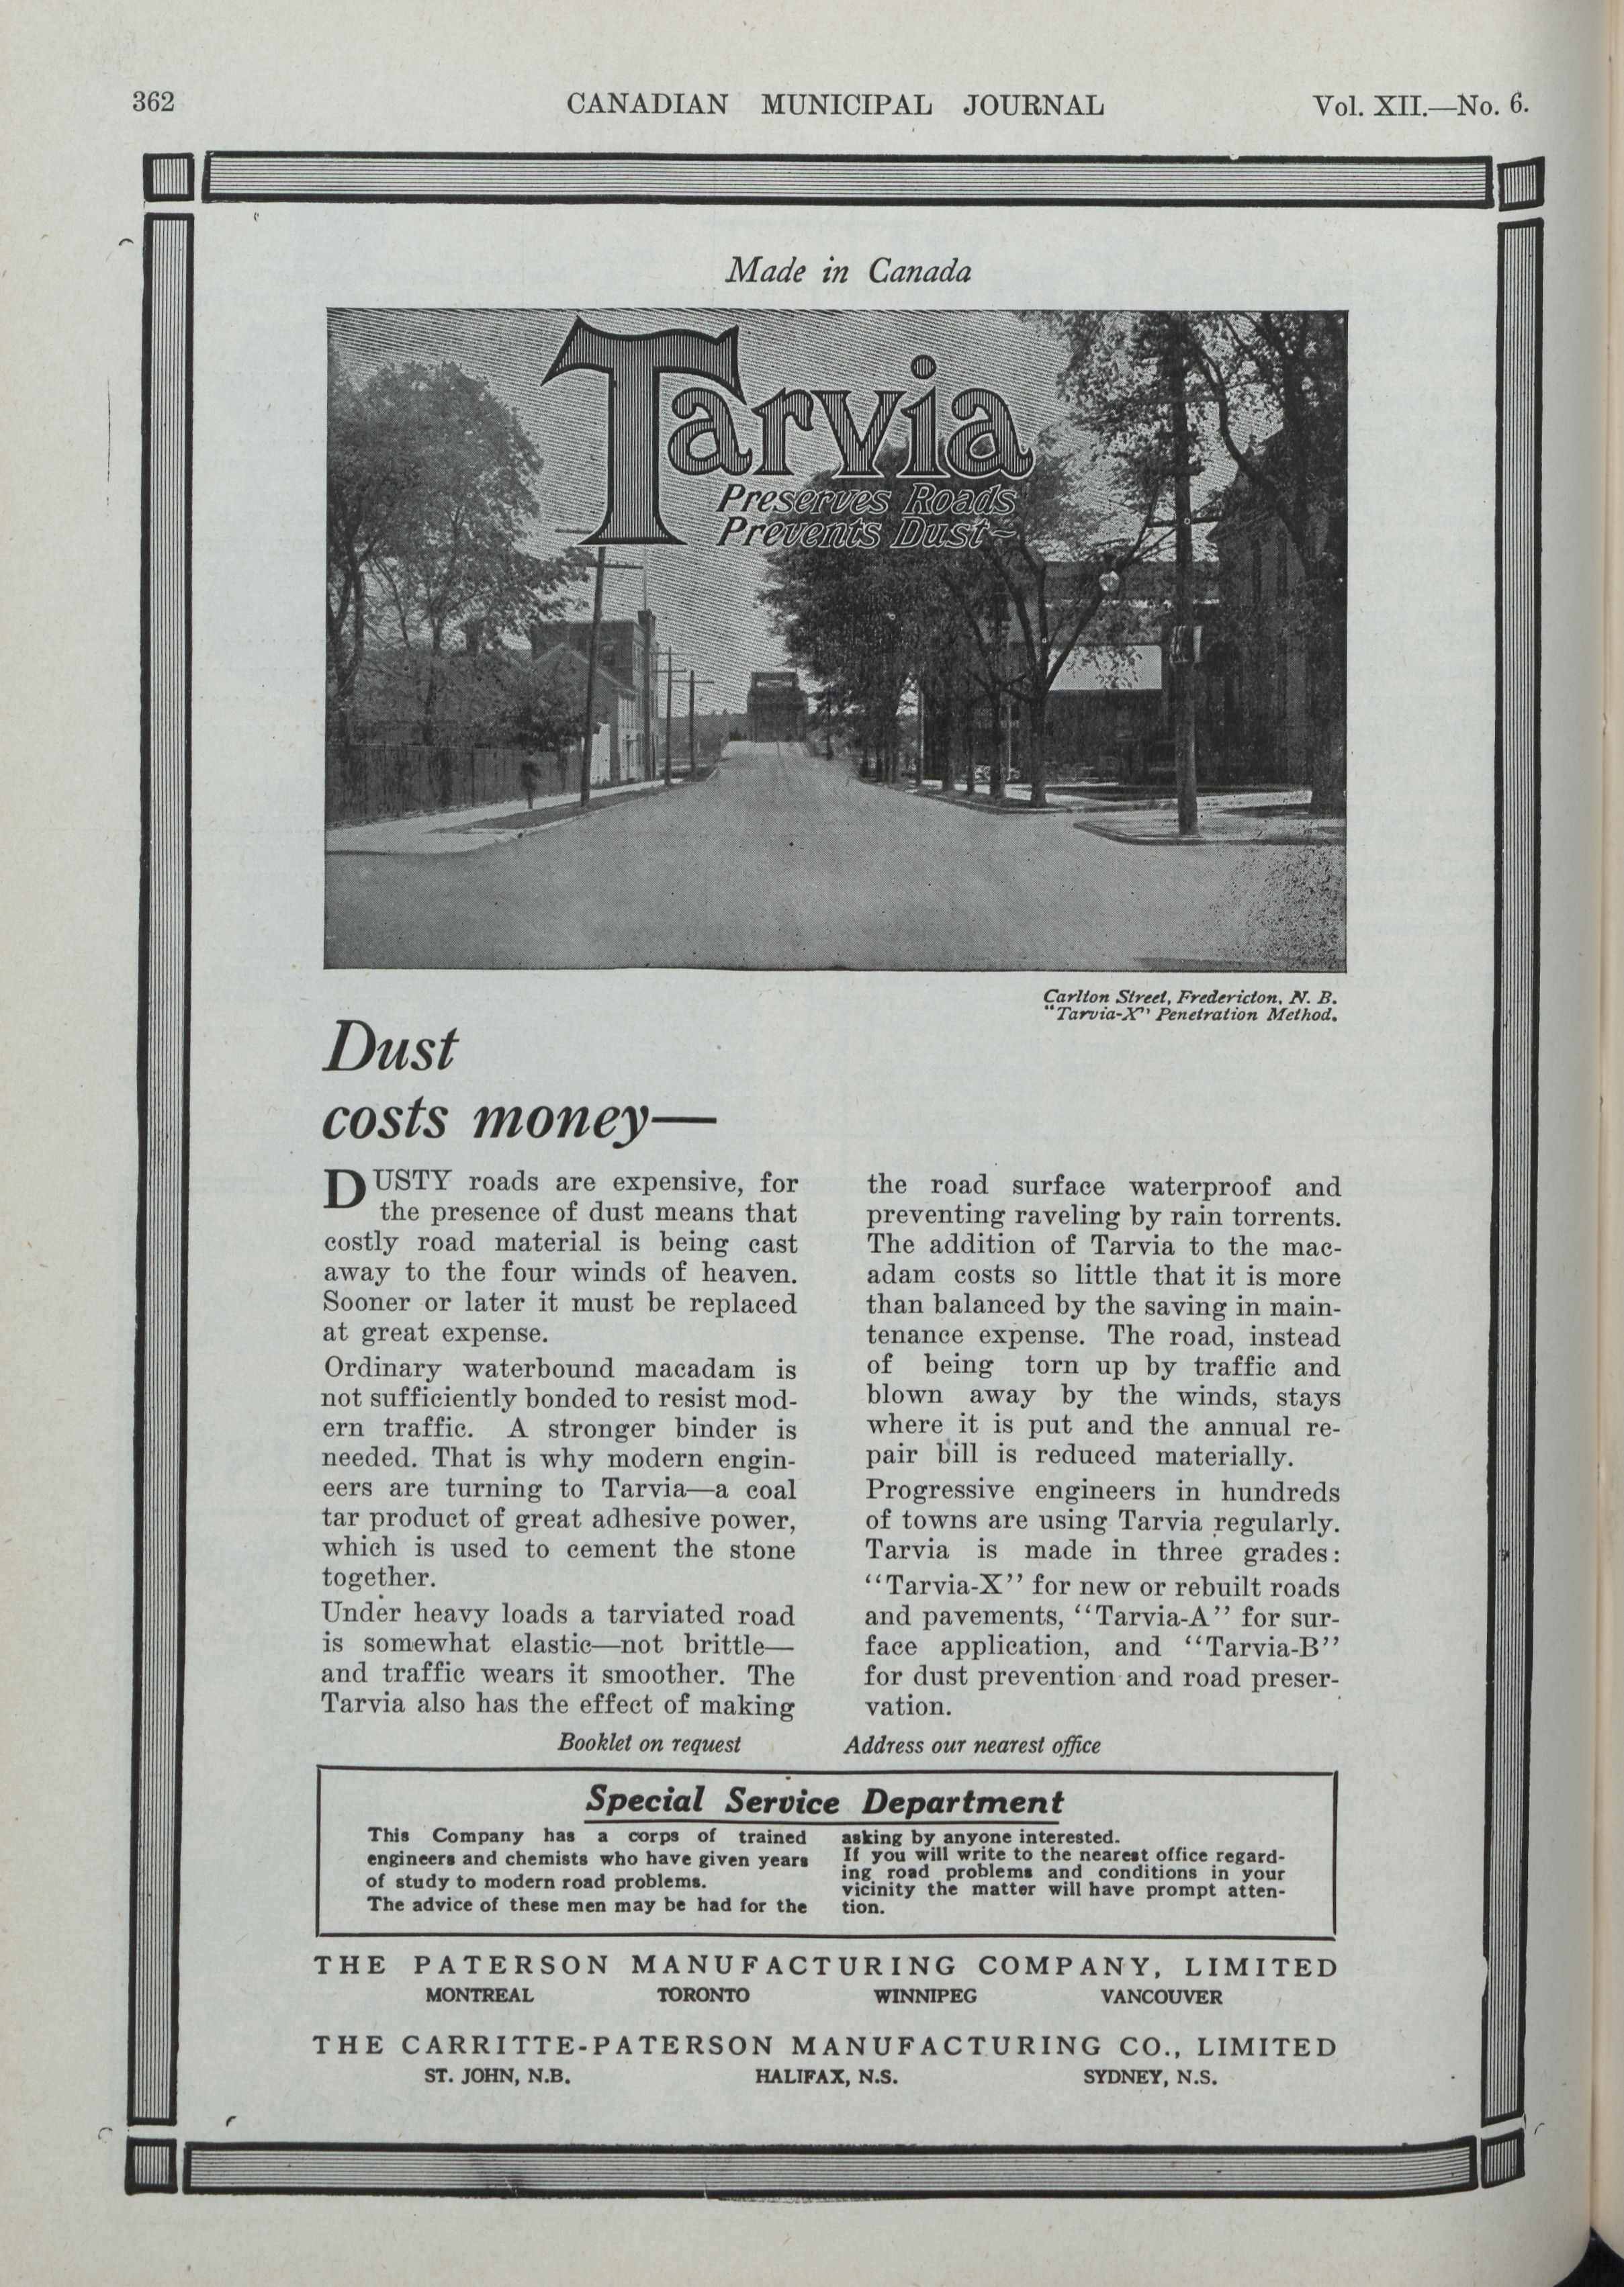 362
CANADIAN MUNICIPAL JOURNAL
Vol. XII.—No. 6.
Made in Canada
Tarvia
Preserves Roads
Prevents Dust~
Carlton Street, Fredericton, N. B.
"Tarvia-X" Penetration Method.
Dust
costs money—
DUSTY roads are expensive, for
the presence of dust means that
costly road material is being cast
away to the four winds of heaven.
Sooner or later it must be replaced
at great expense.
Ordinary waterbound macadam is
not sufficiently bonded to resist mod-
ern traffic. A stronger binder is
needed. That is why modern engin-
eers are turning to Tarvia—a coal
tar product of great adhesive power,
which is used to cement the stone
together.
Under heavy loads a tarviated road
is somewhat elastic—not brittle—
and traffic wears it smoother. The
Tarvia also has the effect of making
the road surface waterproof and
preventing raveling by rain torrents.
The addition of Tarvia to the mac-
adam costs so little that it is more
than balanced by the saving in main-
tenance expense. The road, instead
of being torn up by traffic and
blown away by the winds, stays
where it is put and the annual re-
pair bill is reduced materially.
Progressive engineers in hundreds
of towns are using Tarvia regularly.
Tarvia is made in three grades:
"Tarvia-X" for new or rebuilt roads
and pavements, "Tarvia-A" for sur-
face application, and "Tarvia-B"
for dust prevention and road preser-
vation.
Booklet on request
Address our nearest office
Special Service Department
This Company has a corps of trained
engineers and chemists who have given years
of study to modern road problems.
The advice of these men may be had for the
asking by anyone interested.
If you will write to the nearest office regard-
ing road problems and conditions in your
vicinity the matter will have prompt atten-
tion.
THE PATERSON MANUFACTURING COMPANY, LIMITED
MONTREAL TORONTO WINNIPEG VANCOUVER
THE CARRITTE-PATERSON MANUFACTURING CO., LIMITED
ST. JOHN, N.B. HALIFAX, N.S. SYDNEY, N.S.